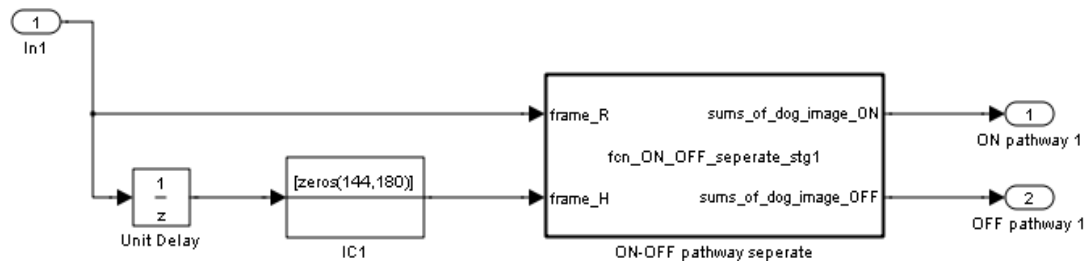 1
In1
frame_R
sums_of_dog_image_ON
1
ON pathway 1
fcn_ON_OFF_seperate_stg1
1
z
Unit Delay
[zeros(144,180)]
IC1
frame_H
sums_of_dog_image_OFF
2
OFF pathway 1
ON-OFF pathway seperate